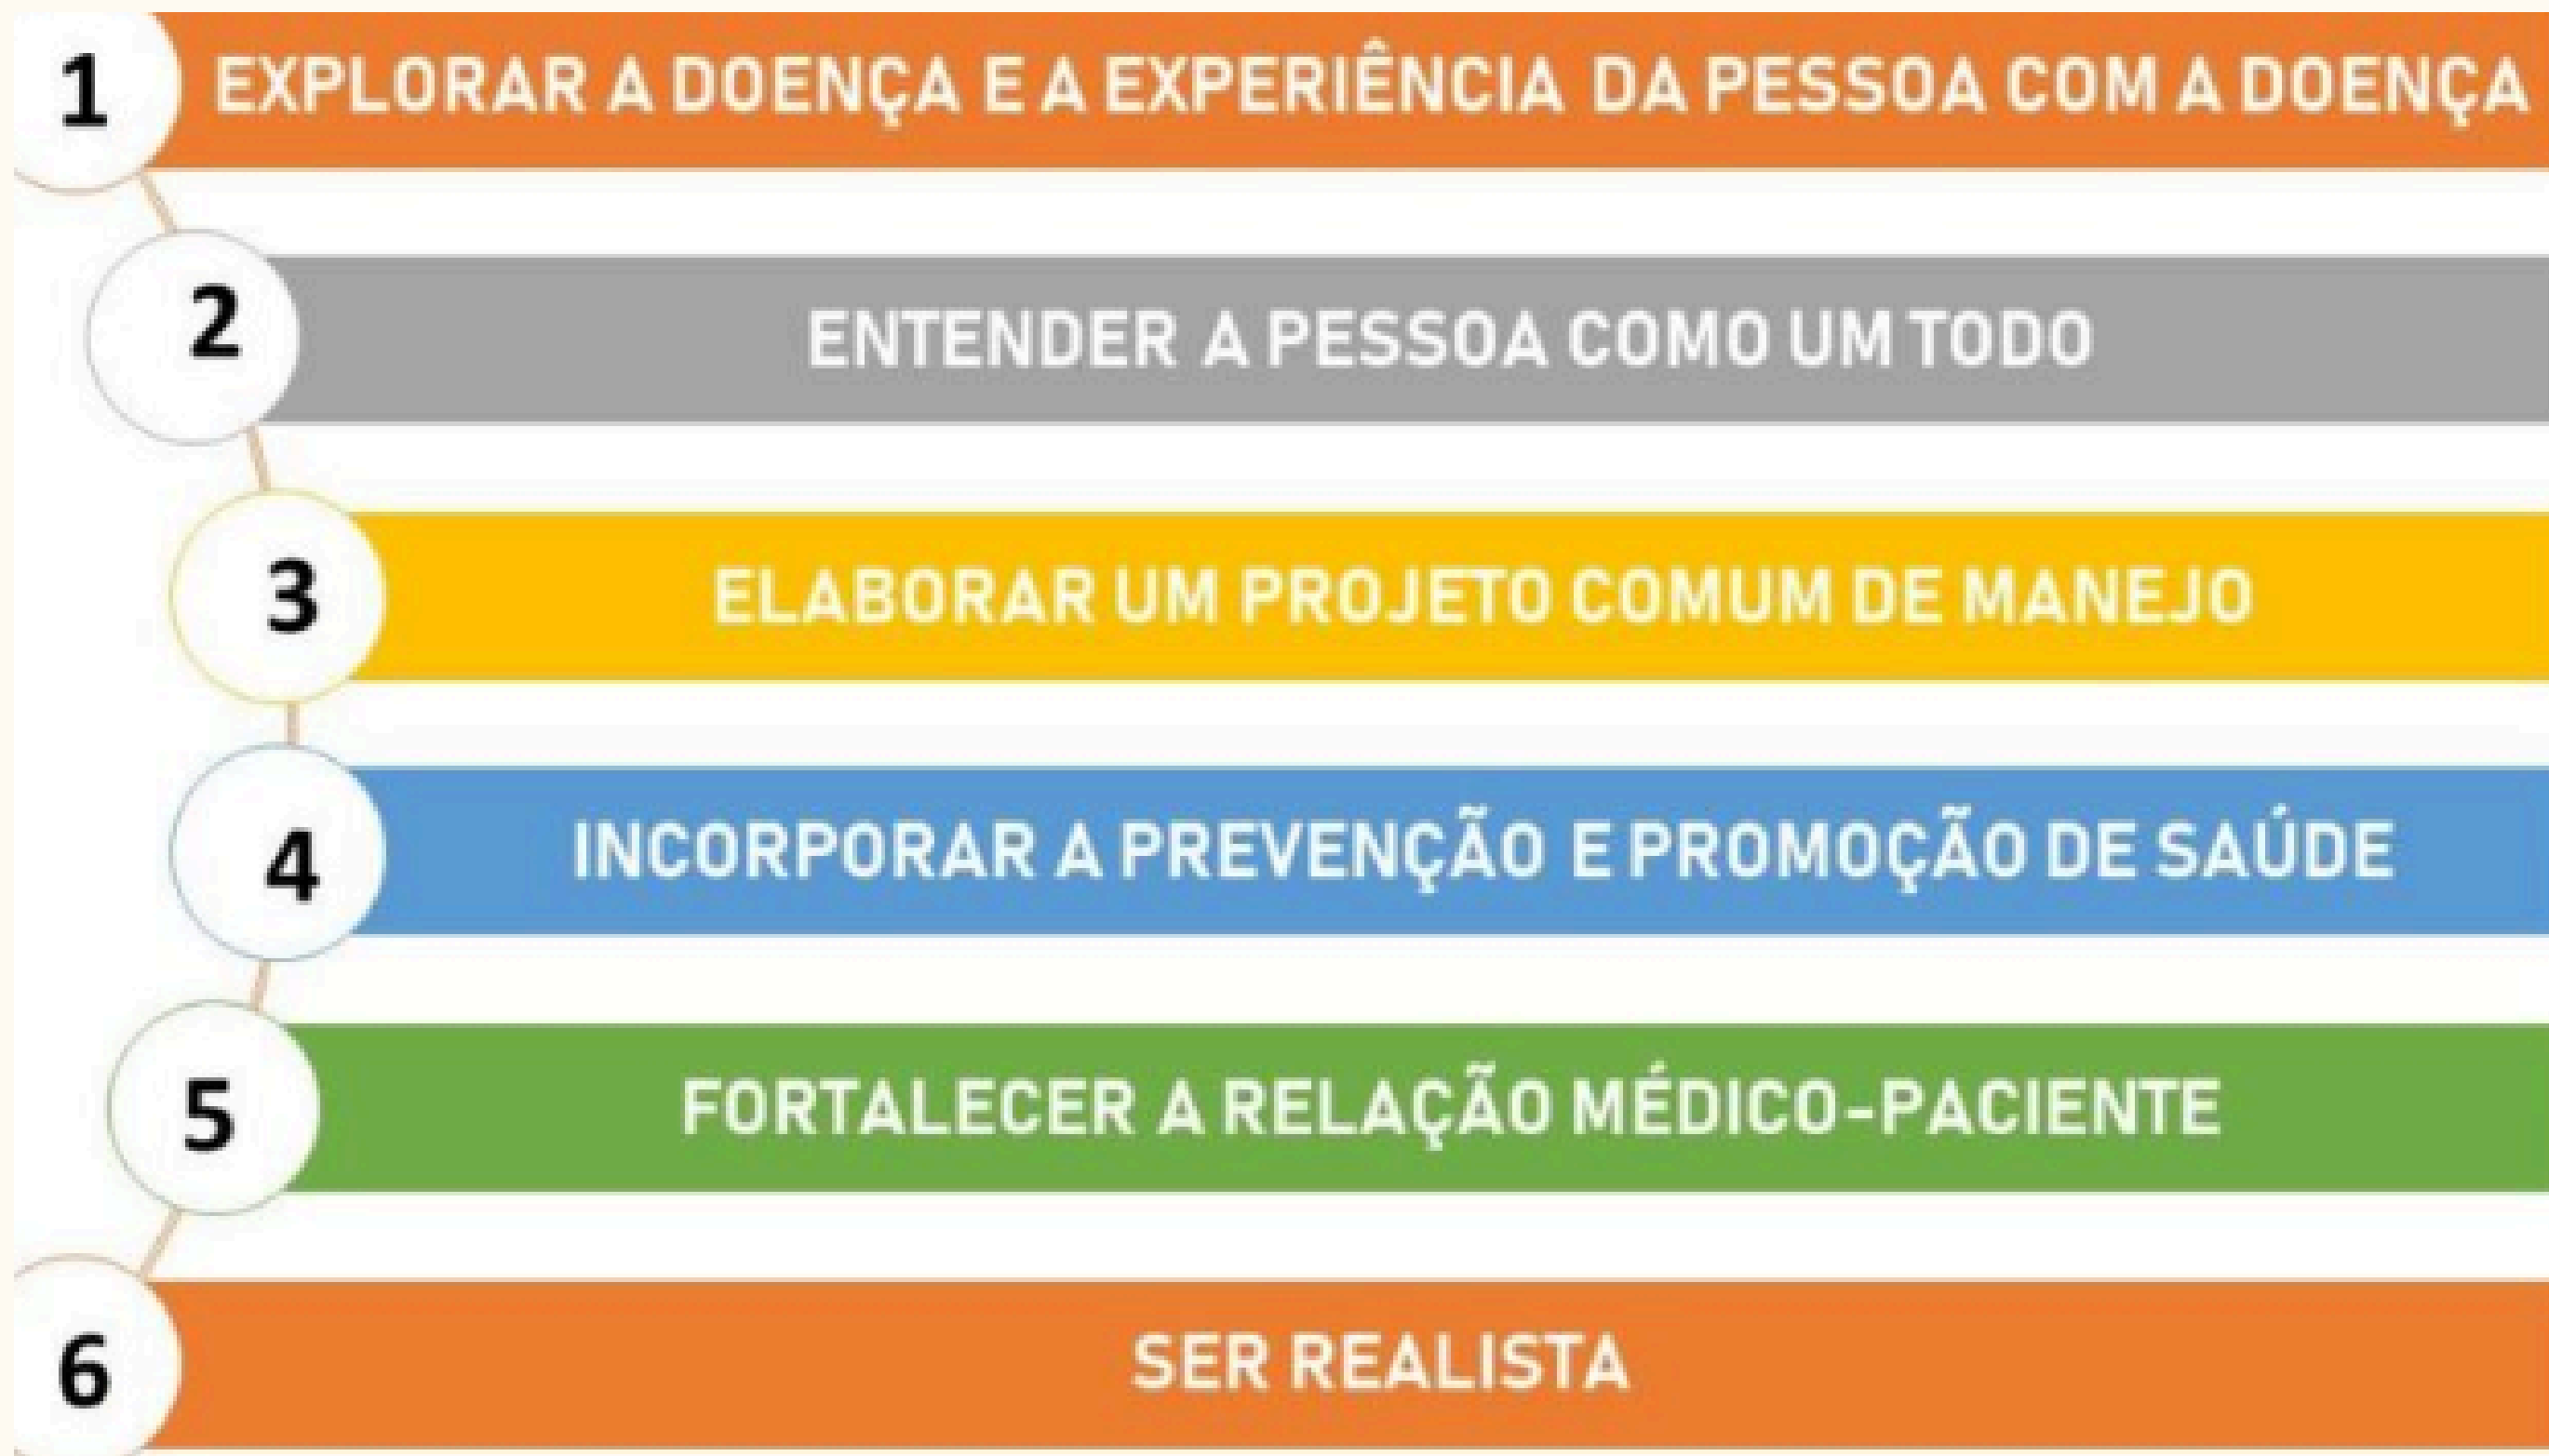 1 EXPLORAR A DOENÇA E A EXPERIÊNCIA DA PESSOA COM A DOENÇA
2 ENTENDER A PESSOA COMO UM TODO
3 ELABORAR UM PROJETO COMUM DE MANEJO
4 INCORPORAR A PREVENÇÃO E PROMOÇÃO DE SAÚDE
5 FORTALECER A RELAÇÃO MÉDICO-PACIENTE
6 SER REALISTA